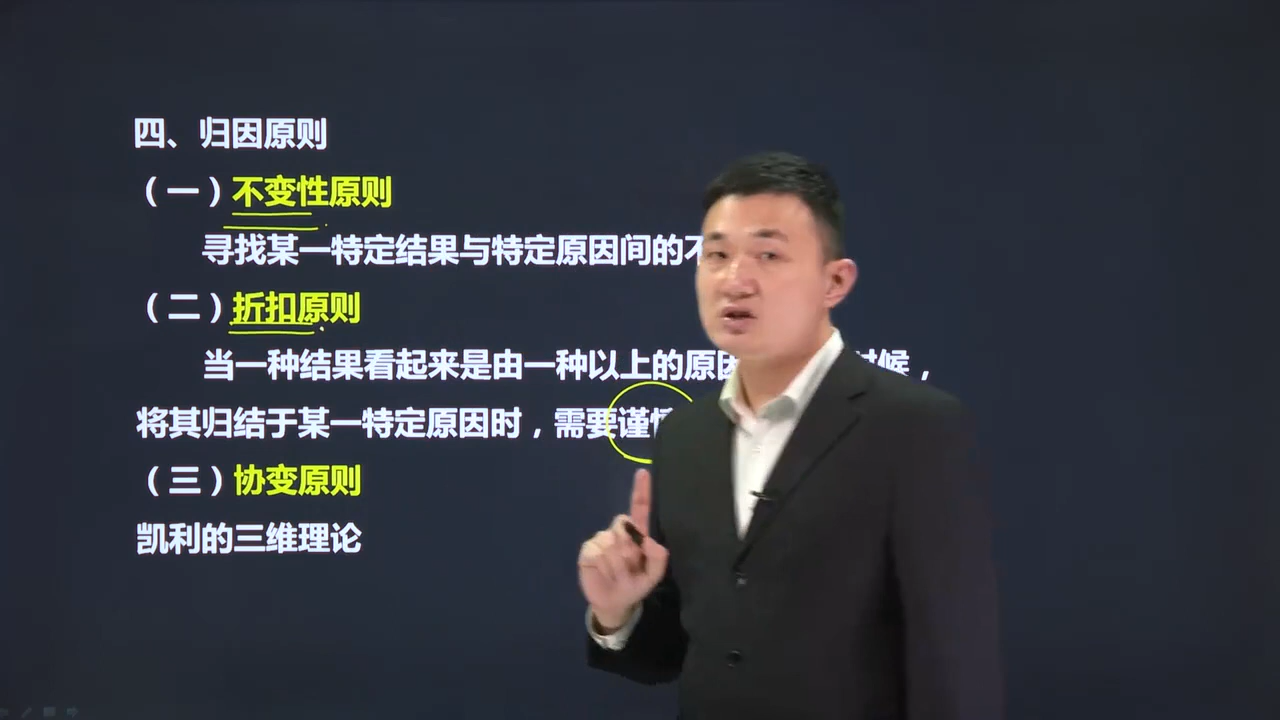 四、归因原则
（一）不变性原则
寻找某一特定结果与特定原因间的不
（二）折扣原则
当一种结果看起来是由一种以上的原因 时候，
将其归结于某一特定原因时，需要谨慎
（三）协变原则
凯利的三维理论